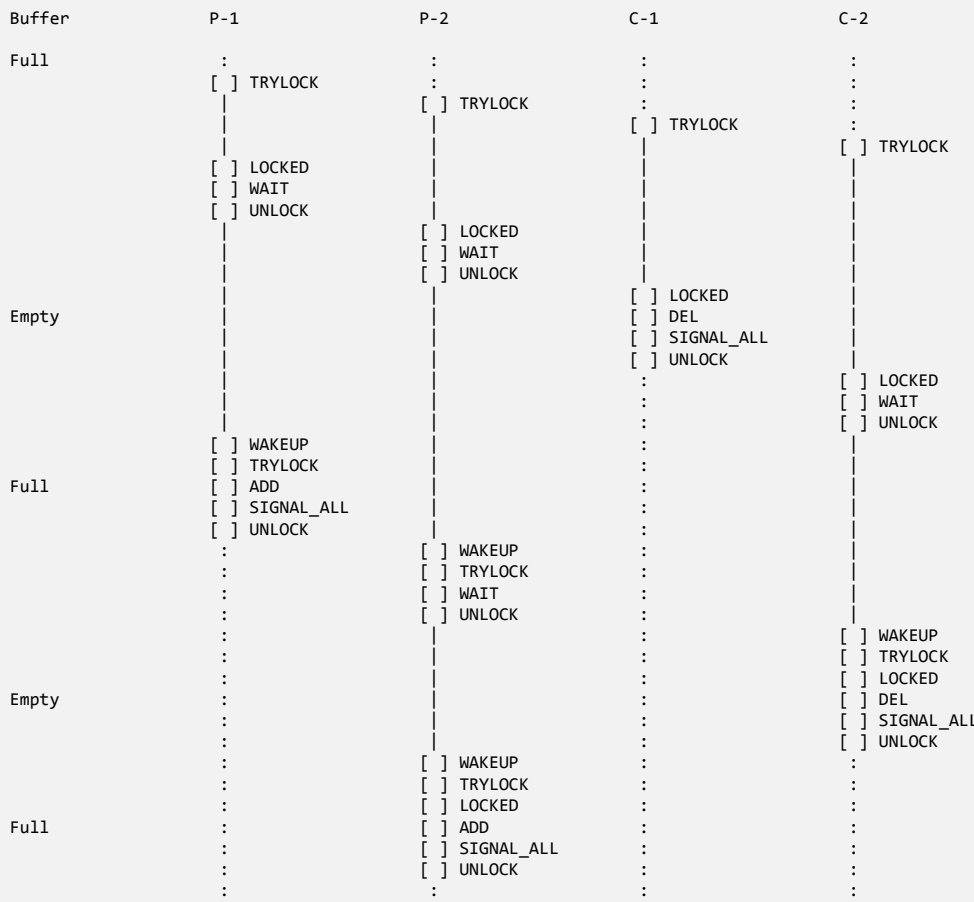 Buffer P-1 P-2 C-1 C-2
Full : : : :
[ ] TRYLOCK : : :
| [ ] TRYLOCK : :
| | [ ] TRYLOCK :
| | | [ ] TRYLOCK
[ ] LOCKED | | |
[ ] WAIT | | |
[ ] UNLOCK | | |
| [ ] LOCKED | |
| [ ] WAIT | |
| [ ] UNLOCK | |
| | [ ] LOCKED |
Empty | | [ ] DEL |
| | [ ] SIGNAL_ALL |
| | [ ] UNLOCK |
| | : [ ] LOCKED
| | : [ ] WAIT
| | : [ ] UNLOCK
[ ] WAKEUP | : |
[ ] TRYLOCK | : |
Full [ ] ADD | : |
[ ] SIGNAL_ALL | : |
[ ] UNLOCK | : |
: [ ] WAKEUP : |
: [ ] TRYLOCK : |
: [ ] WAIT : |
: [ ] UNLOCK : |
: | : [ ] WAKEUP
: | : [ ] TRYLOCK
: | : [ ] LOCKED
Empty : | : [ ] DEL
: | : [ ] SIGNAL_ALL
: | : [ ] UNLOCK
: [ ] WAKEUP : :
: [ ] TRYLOCK : :
: [ ] LOCKED : :
Full : [ ] ADD : :
: [ ] SIGNAL_ALL : :
: [ ] UNLOCK : :
: : : :